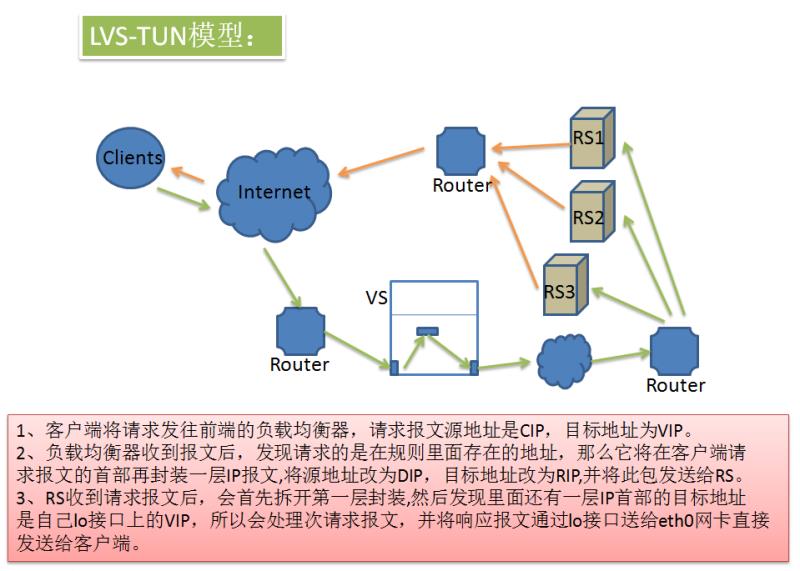 LVS-TUN模型：
Clients
Internet
Router
RS1
RS2
RS3
VS
Router
Router
1、客户端将请求发往前端的负载均衡器，请求报文源地址是CIP，目标地址为VIP。
2、负载均衡器收到报文后，发现请求的是在规则里面存在的地址，那么它将在客户端请
求报文的首部再封装一层IP报文,将源地址改为DIP，目标地址改为RIP,并将此包发送给RS。
3、RS收到请求报文后，会首先拆开第一层封装,然后发现里面还有一层IP首部的目标地址
是自己lo接口上的VIP，所以会处理次请求报文，并将响应报文通过lo接口送给eth0网卡直接
发送给客户端。